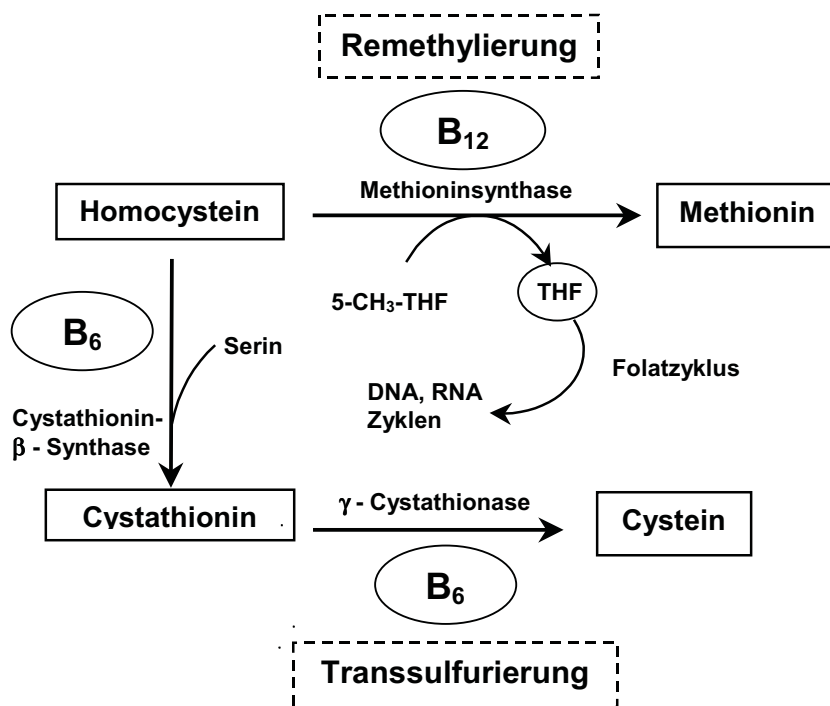 Remethylierung
B₁₂
Methioninsynthase
Homocystein
Methionin
5-CH₃-THF
THF
B₆
Serin
Folatzyklus
DNA, RNA
Zyklen
Cystathionin-
β - Synthase
Cystathionin
γ - Cystathionase
Cystein
B₆
Transsulfurierung